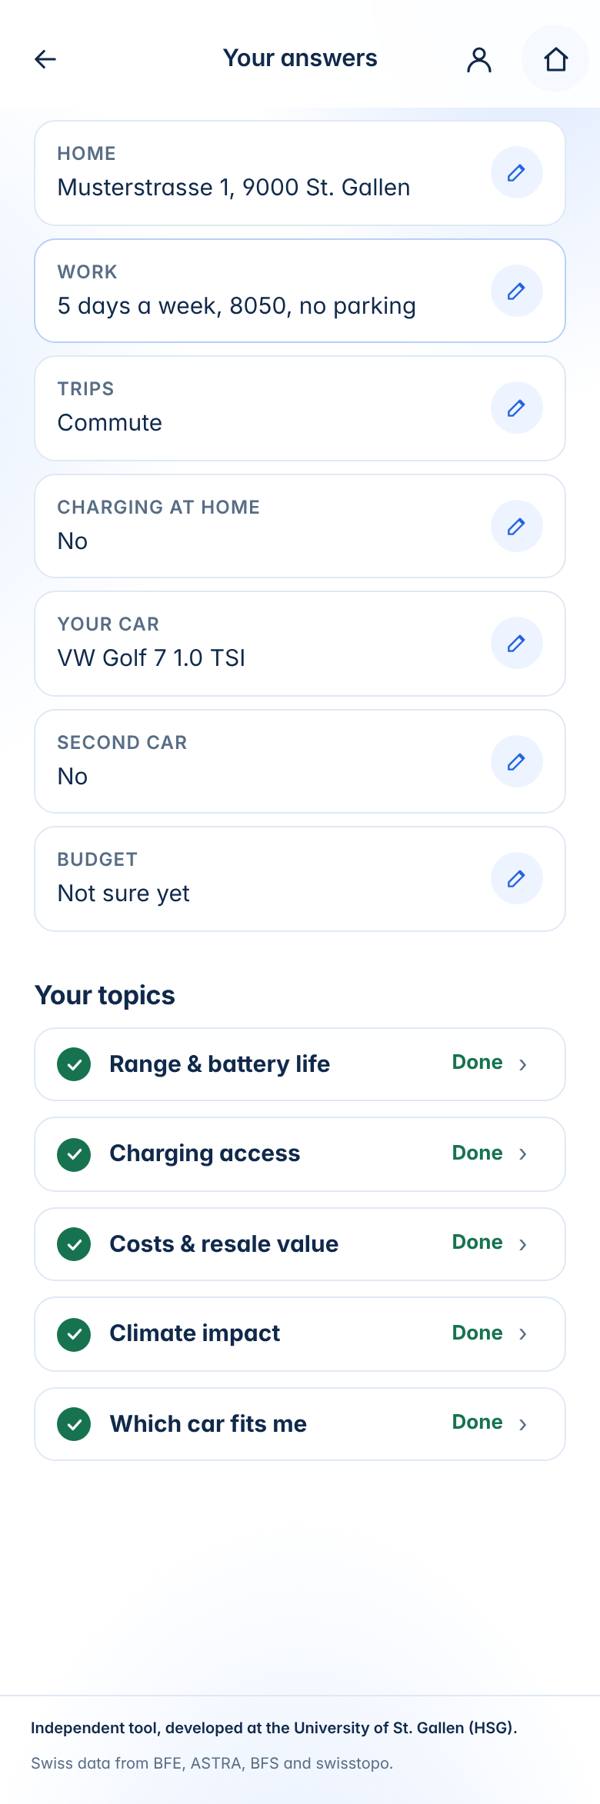 Your answers
HOME
Musterstrasse 1, 9000 St. Gallen
WORK
5 days a week, 8050, no parking
TRIPS
Commute
CHARGING AT HOME
No
YOUR CAR
VW Golf 7 1.0 TSI
SECOND CAR
No
BUDGET
Not sure yet
Your topics
Range & battery life Done
Charging access Done
Costs & resale value Done
Climate impact Done
Which car fits me Done
Independent tool, developed at the University of St. Gallen (HSG).
Swiss data from BFE, ASTRA, BFS and swisstopo.